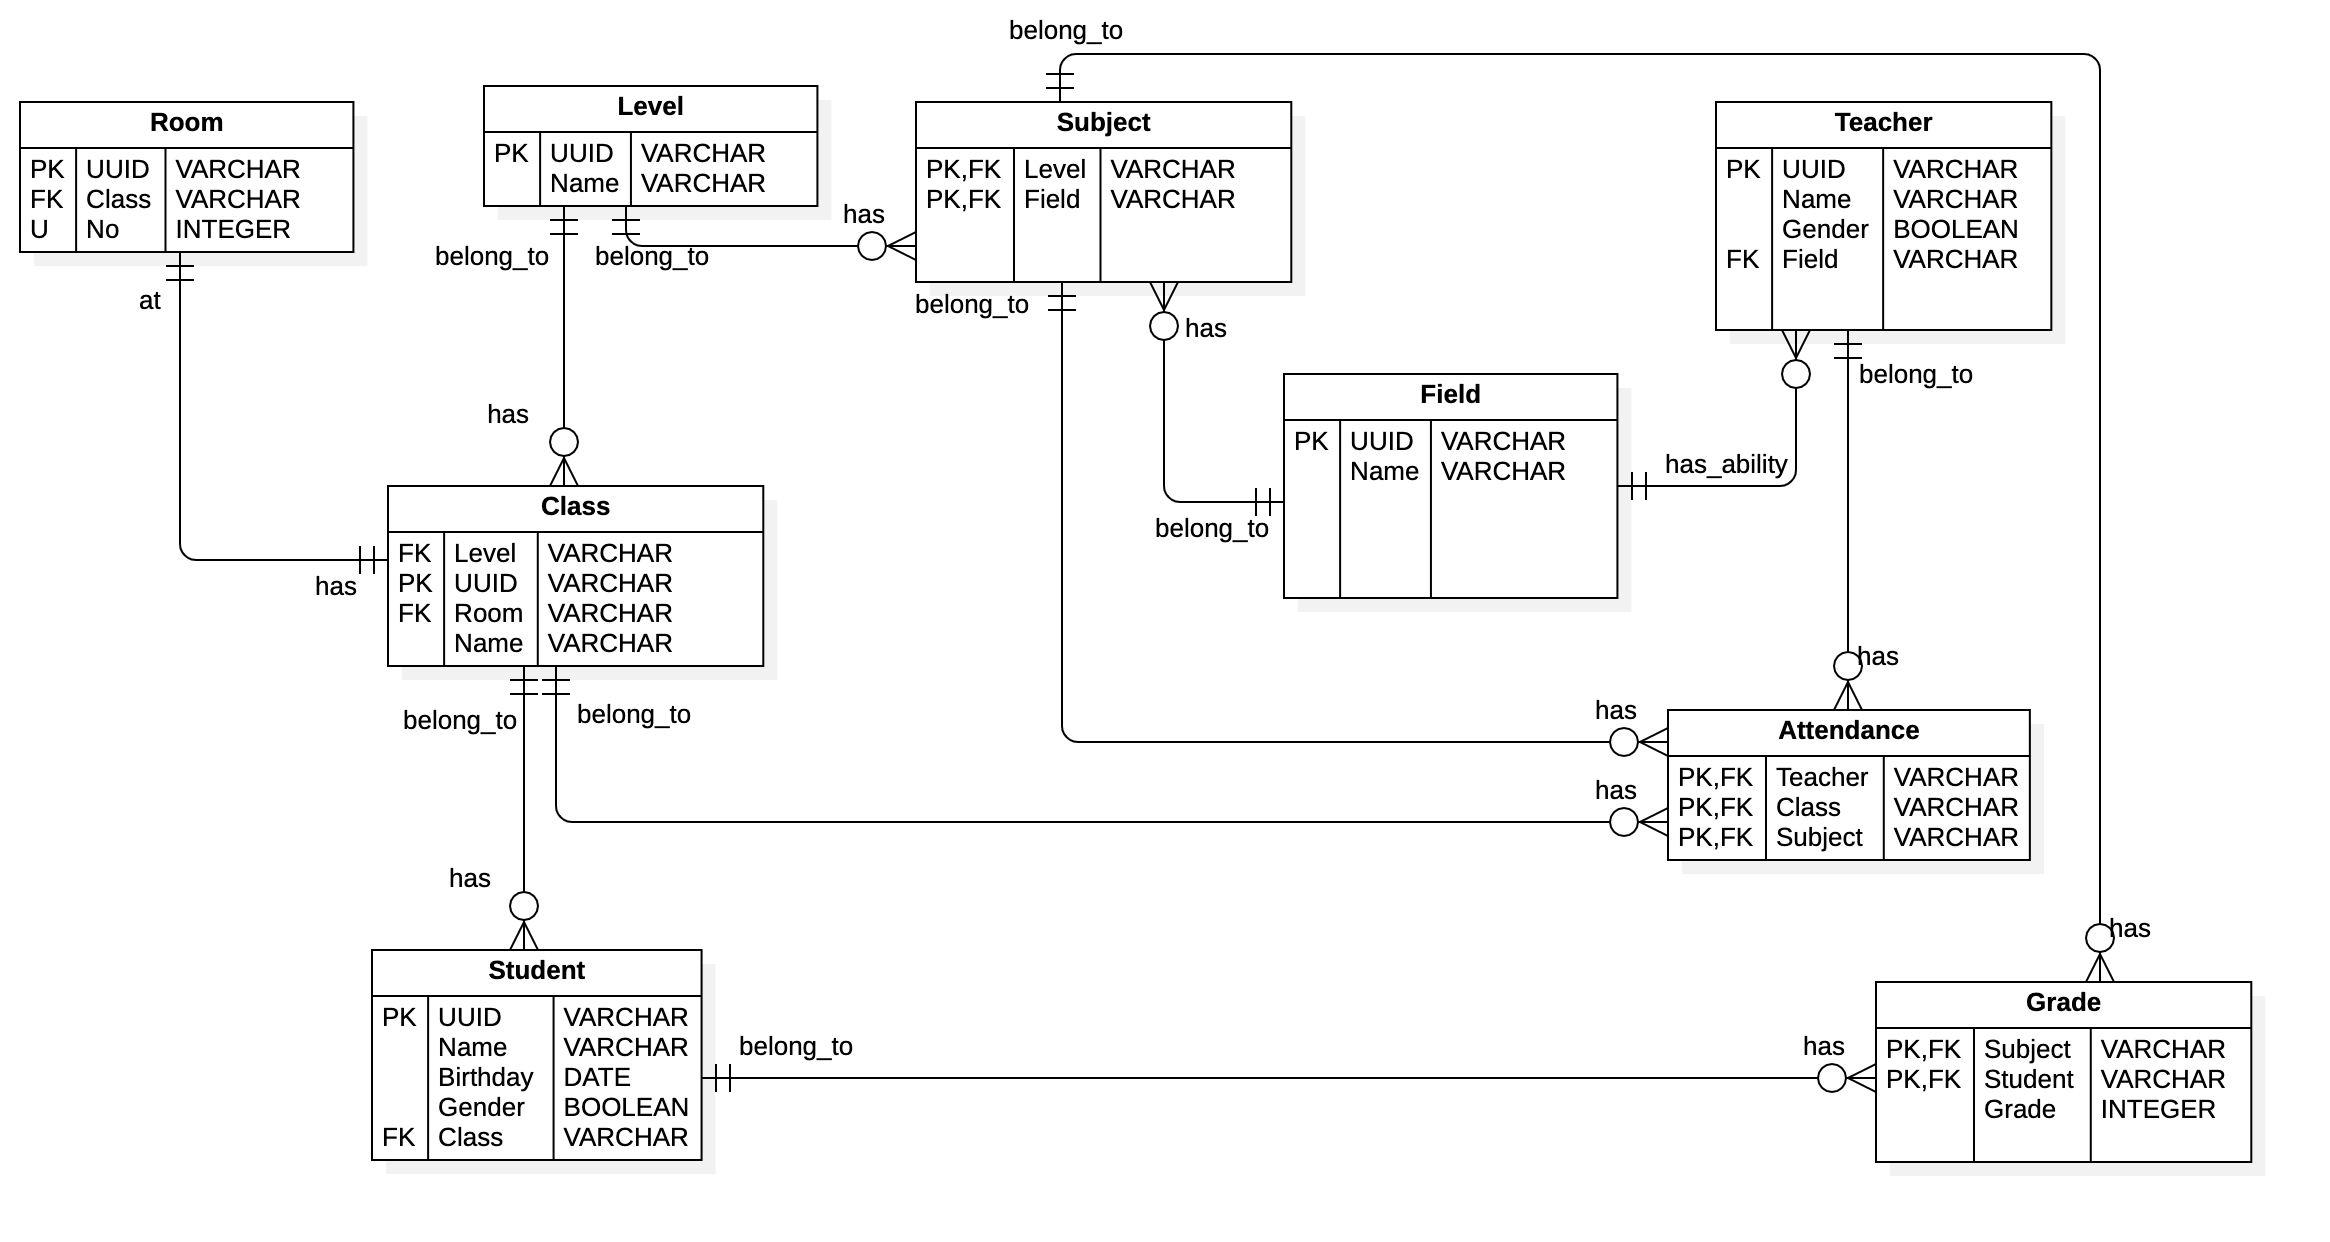 belong_to
Room
PK UUID VARCHAR
FK Class VARCHAR
U No INTEGER
at
has
Level
PK UUID VARCHAR
Name VARCHAR
belong_to
belong_to
has
has
Subject
PK,FK Level VARCHAR
PK,FK Field VARCHAR
belong_to
has
Teacher
PK UUID VARCHAR
Name VARCHAR
Gender BOOLEAN
FK Field VARCHAR
belong_to
Field
PK UUID VARCHAR
Name VARCHAR
has_ability
belong_to
Class
FK Level VARCHAR
PK UUID VARCHAR
FK Room VARCHAR
Name VARCHAR
belong_to
belong_to
has
has
has
Attendance
PK,FK Teacher VARCHAR
PK,FK Class VARCHAR
PK,FK Subject VARCHAR
has
Student
PK UUID VARCHAR
Name VARCHAR
Birthday DATE
Gender BOOLEAN
FK Class VARCHAR
belong_to
has
has
Grade
PK,FK Subject VARCHAR
PK,FK Student VARCHAR
Grade INTEGER